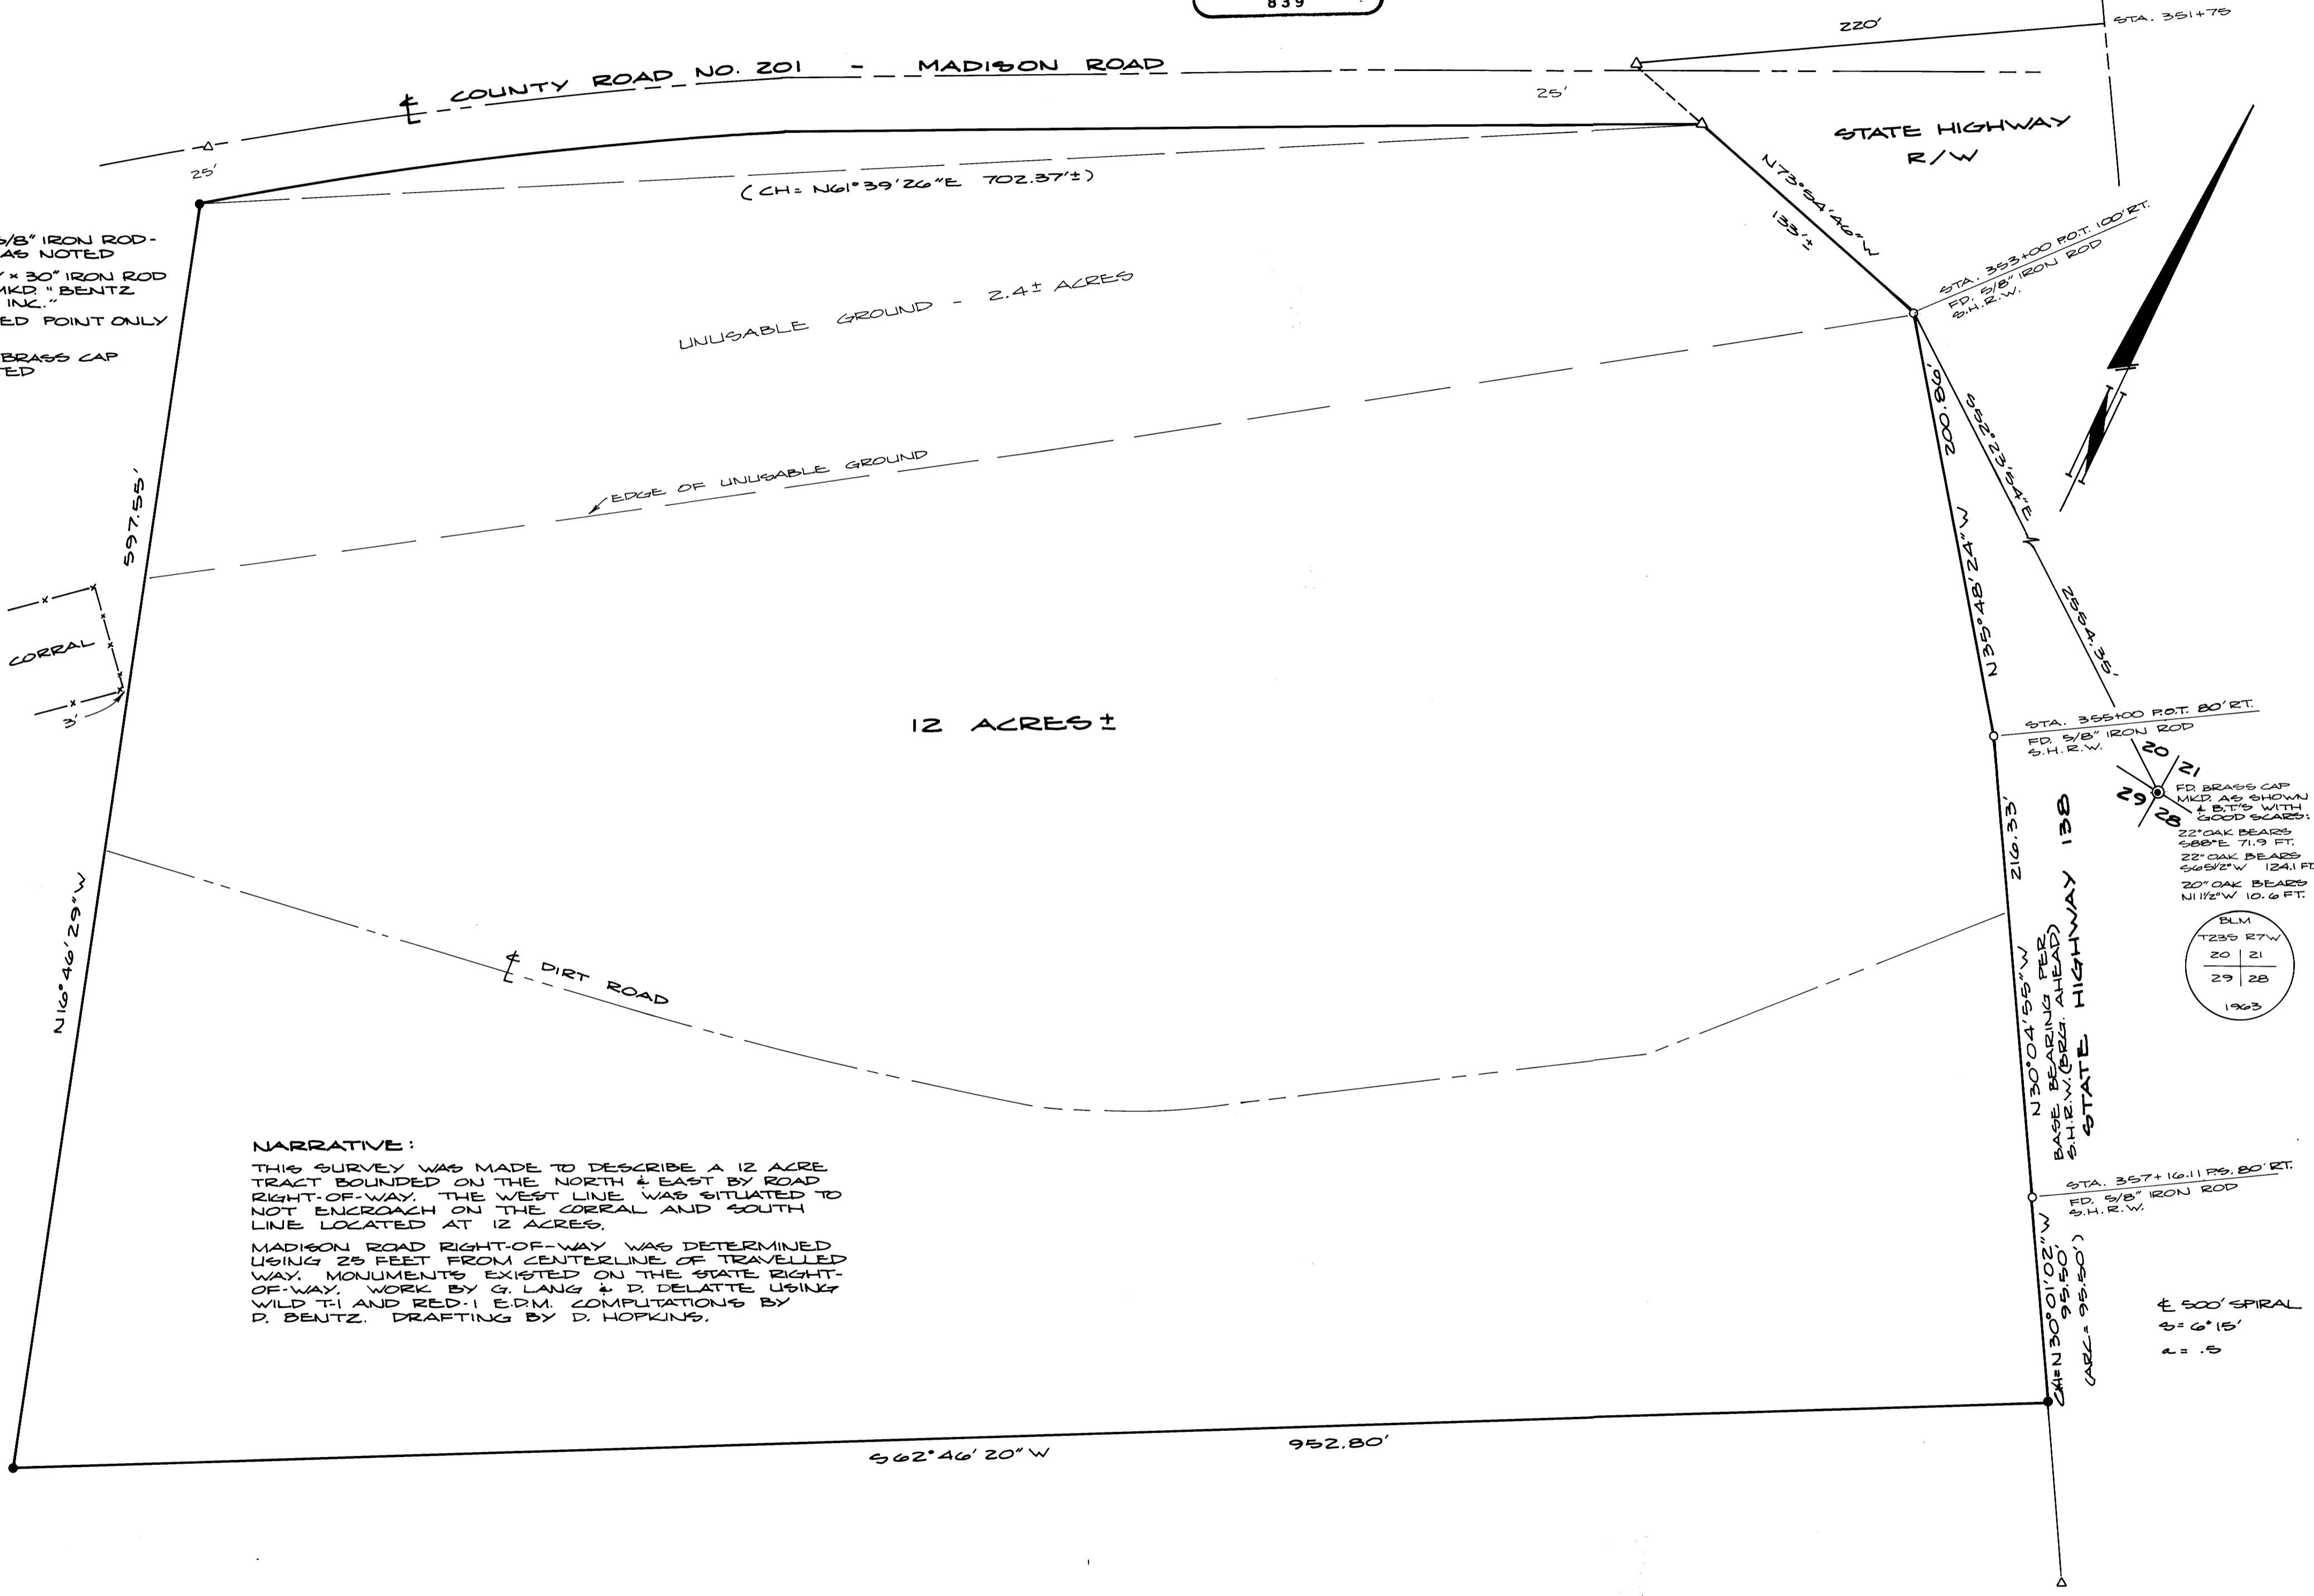 839
220'
STA. 351+75
℄ COUNTY ROAD NO. 201 - MADISON ROAD
25'
25'
STATE HIGHWAY
R/W
(CH= N61°39'26"E 702.37'±)
N73°54'46"W
133'±
5/8" IRON ROD-
AS NOTED
" × 30" IRON ROD
MKD. "BENTZ
INC."
ED POINT ONLY
BRASS CAP
TED
STA. 353+00 P.O.T. 100' RT.
FD. 5/8" IRON ROD
S.H.R.W.
UNUSABLE GROUND - 2.4± ACRES
200.86'
N35°48'24"W
S52°23'54"E
2554.35'
EDGE OF UNUSABLE GROUND
597.55'
N16°46'29"W
CORRAL
3'
12 ACRES±
STA. 355+00 P.O.T. 80' RT.
FD. 5/8" IRON ROD
S.H.R.W.
20
21
29
28
FD. BRASS CAP
MKD. AS SHOWN
& B.T.'S WITH
GOOD SCARS:
22" OAK BEARS
S88°E 71.9 FT.
22" OAK BEARS
S65 1/2°W 124.1 FT
20" OAK BEARS
N11 1/2°W 10.6 FT.
BLM
T23S R7W
20 | 21
29 | 28
1963
216.33'
N30°04'55"W
BASE BEARING PER
S.H.R.W. (BRG. AHEAD)
STATE HIGHWAY 138
℄ DIRT ROAD
STA. 357+16.11 P.S. 80' RT.
FD. 5/8" IRON ROD
S.H.R.W.
CH=N30°01'02"W
95.50'
(ARC= 95.50')
℄ 500' SPIRAL
S= 6°15'
a= .5
NARRATIVE:
THIS SURVEY WAS MADE TO DESCRIBE A 12 ACRE
TRACT BOUNDED ON THE NORTH & EAST BY ROAD
RIGHT-OF-WAY. THE WEST LINE WAS SITUATED TO
NOT ENCROACH ON THE CORRAL AND SOUTH
LINE LOCATED AT 12 ACRES.
MADISON ROAD RIGHT-OF-WAY WAS DETERMINED
USING 25 FEET FROM CENTERLINE OF TRAVELLED
WAY. MONUMENTS EXISTED ON THE STATE RIGHT-
OF-WAY. WORK BY G. LANG & D. DELATTE USING
WILD T-1 AND RED-1 E.D.M. COMPUTATIONS BY
D. BENTZ. DRAFTING BY D. HOPKINS.
S62°46'20"W 952.80'